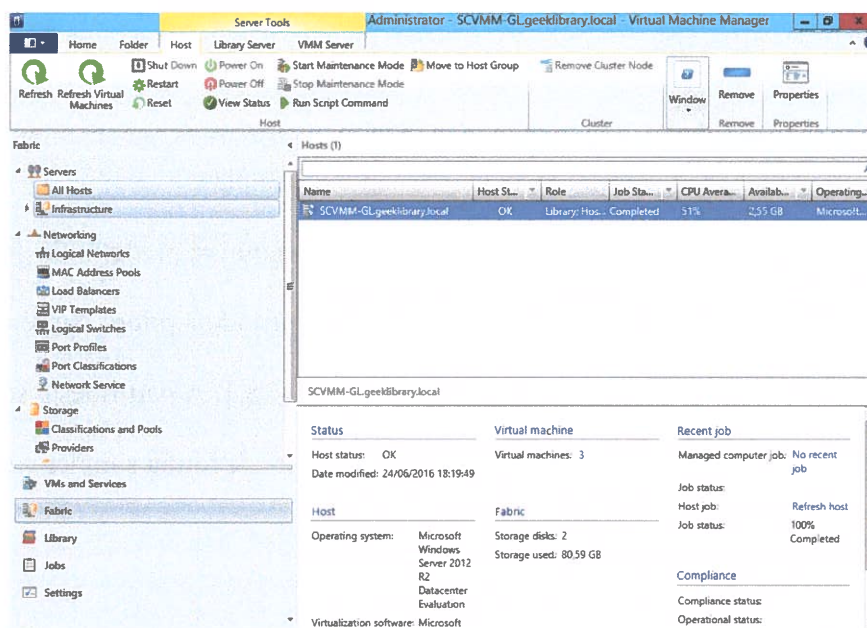 Server Tools
Administrator - SCVMM-GL.geeklibrary.local - Virtual Machine Manager
Home Folder Host Library Server VMM Server
Refresh
Refresh Virtual Machines
Shut Down
Restart
Reset
Power On
Power Off
View Status
Start Maintenance Mode
Stop Maintenance Mode
Run Script Command
Move to Host Group
Host
Remove Cluster Node
Cluster
Window
Remove
Remove
Properties
Properties
Fabric
Servers
All Hosts
Infrastructure
Networking
Logical Networks
MAC Address Pools
Load Balancers
VIP Templates
Logical Switches
Port Profiles
Port Classifications
Network Service
Storage
Classifications and Pools
Providers
VMs and Services
Fabric
Library
Jobs
Settings
Hosts (1)
Name Host St... Role Job Sta... CPU Avera... Availab... Operating...
SCVMM-GL.geeklibrary.local OK Library; Hos... Completed 51% 2,55 GB Microsoft...
SCVMM-GL.geeklibrary.local
Status
Host status: OK
Date modified: 24/06/2016 18:19:49
Host
Operating system: Microsoft
Windows
Server 2012
R2
Datacenter
Evaluation
Virtualization software: Microsoft
Virtual machine
Virtual machines: 3
Fabric
Storage disks: 2
Storage used: 80,59 GB
Recent job
Managed computer job: No recent
job
Job status:
Host job: Refresh host
Job status: 100%
Completed
Compliance
Compliance status:
Operational status: